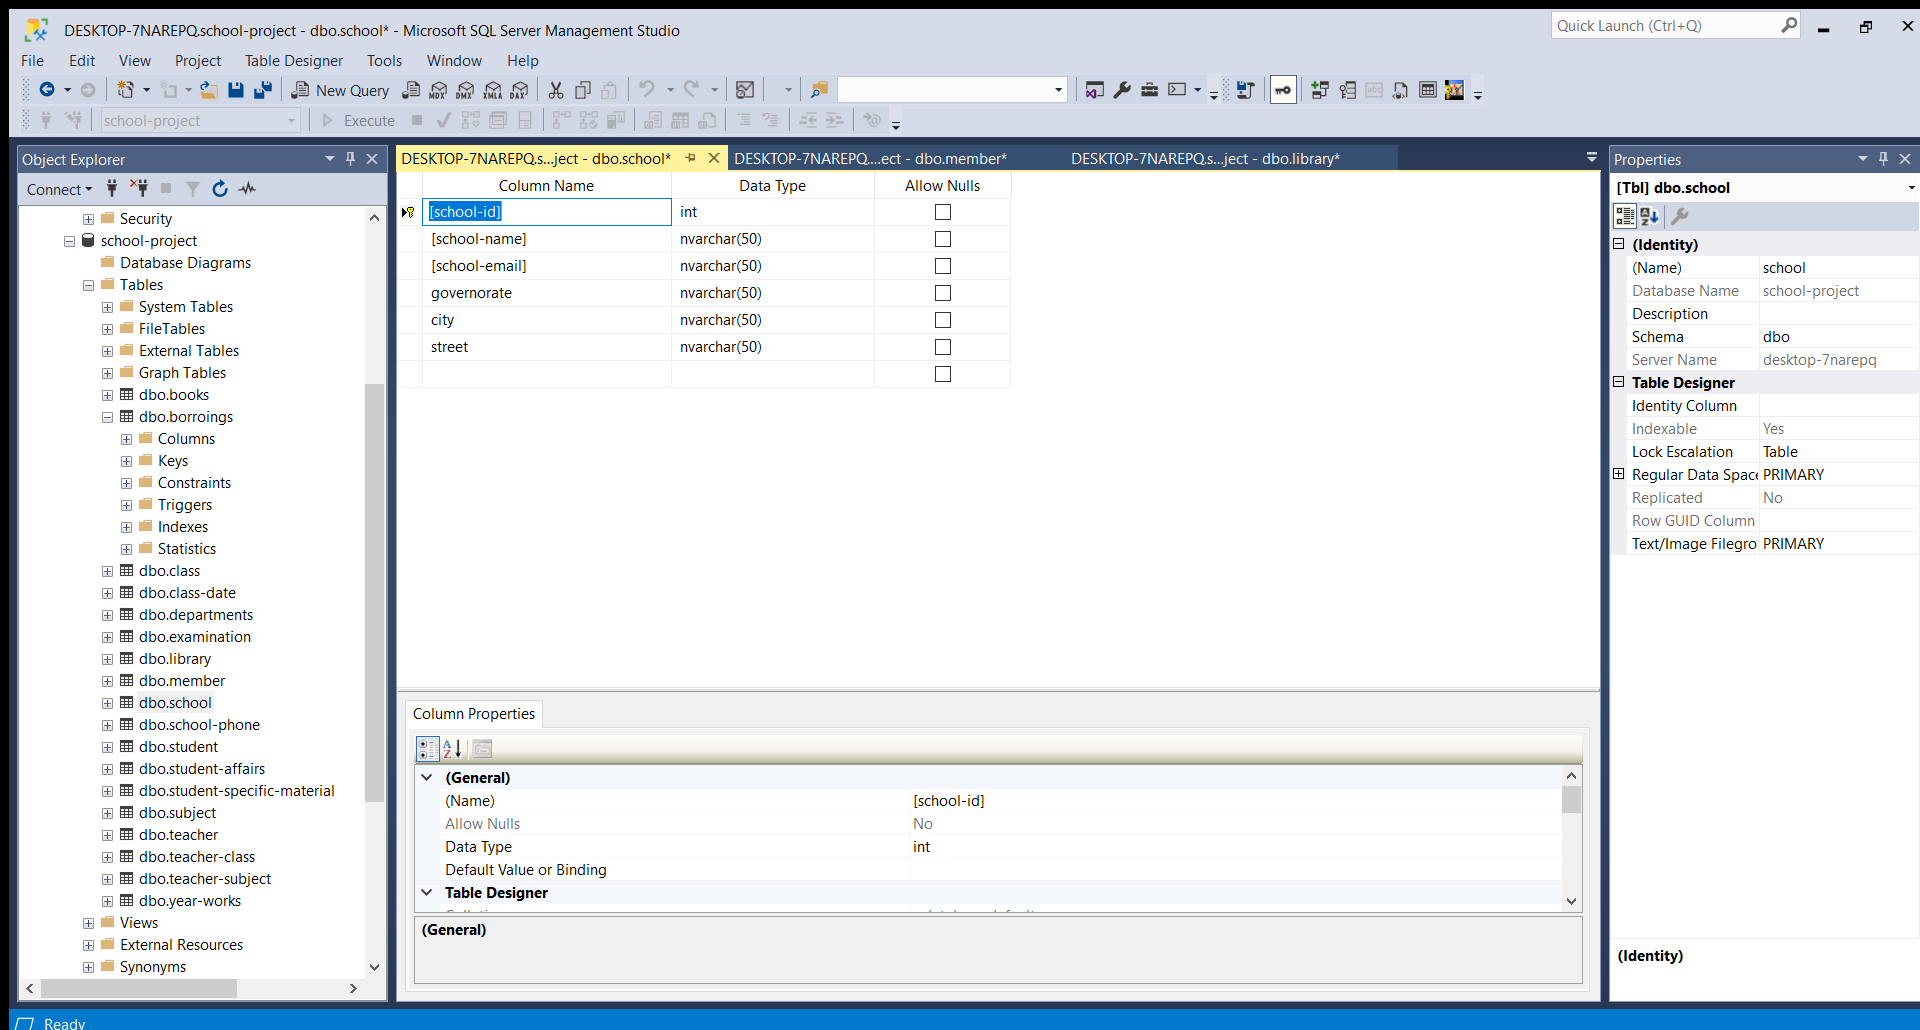 DESKTOP-7NAREPQ.school-project - dbo.school* - Microsoft SQL Server Management Studio
Quick Launch (Ctrl+Q)
File Edit View Project Table Designer Tools Window Help
New Query MDX DMX XMLA DAX
school-project Execute
Object Explorer
Connect
Security
school-project
Database Diagrams
Tables
System Tables
FileTables
External Tables
Graph Tables
dbo.books
dbo.borroings
Columns
Keys
Constraints
Triggers
Indexes
Statistics
dbo.class
dbo.class-date
dbo.departments
dbo.examination
dbo.library
dbo.member
dbo.school
dbo.school-phone
dbo.student
dbo.student-affairs
dbo.student-specific-material
dbo.subject
dbo.teacher
dbo.teacher-class
dbo.teacher-subject
dbo.year-works
Views
External Resources
Synonyms
DESKTOP-7NAREPQ.s...ject - dbo.school* DESKTOP-7NAREPQ....ect - dbo.member* DESKTOP-7NAREPQ.s...ject - dbo.library*
Column Name Data Type Allow Nulls
[school-id] int
[school-name] nvarchar(50)
[school-email] nvarchar(50)
governorate nvarchar(50)
city nvarchar(50)
street nvarchar(50)
Column Properties
(General)
(Name) [school-id]
Allow Nulls No
Data Type int
Default Value or Binding
Table Designer
(General)
Properties
[Tbl] dbo.school
(Identity)
(Name) school
Database Name school-project
Description
Schema dbo
Server Name desktop-7narepq
Table Designer
Identity Column
Indexable Yes
Lock Escalation Table
Regular Data Space PRIMARY
Replicated No
Row GUID Column
Text/Image Filegro PRIMARY
(Identity)
Ready